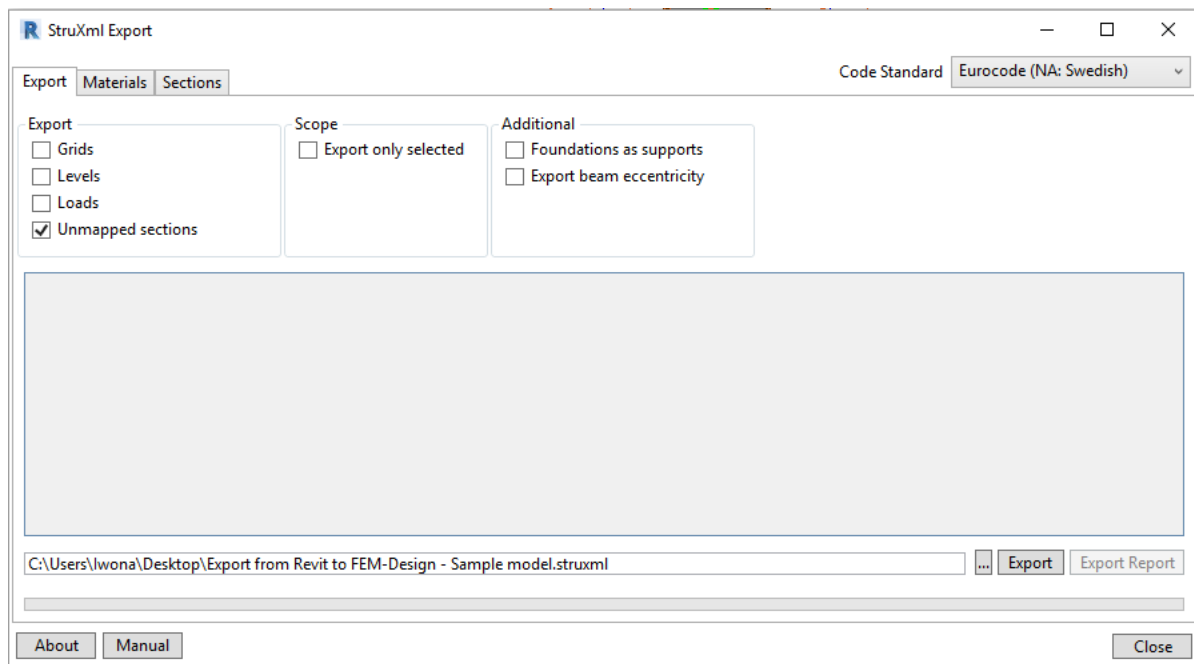 StruXml Export
Export Materials Sections Code Standard Eurocode (NA: Swedish)
Export Scope Additional
Grids Export only selected Foundations as supports
Levels Export beam eccentricity
Loads
Unmapped sections
C:\Users\Iwona\Desktop\Export from Revit to FEM-Design - Sample model.struxml ... Export Export Report
About Manual Close